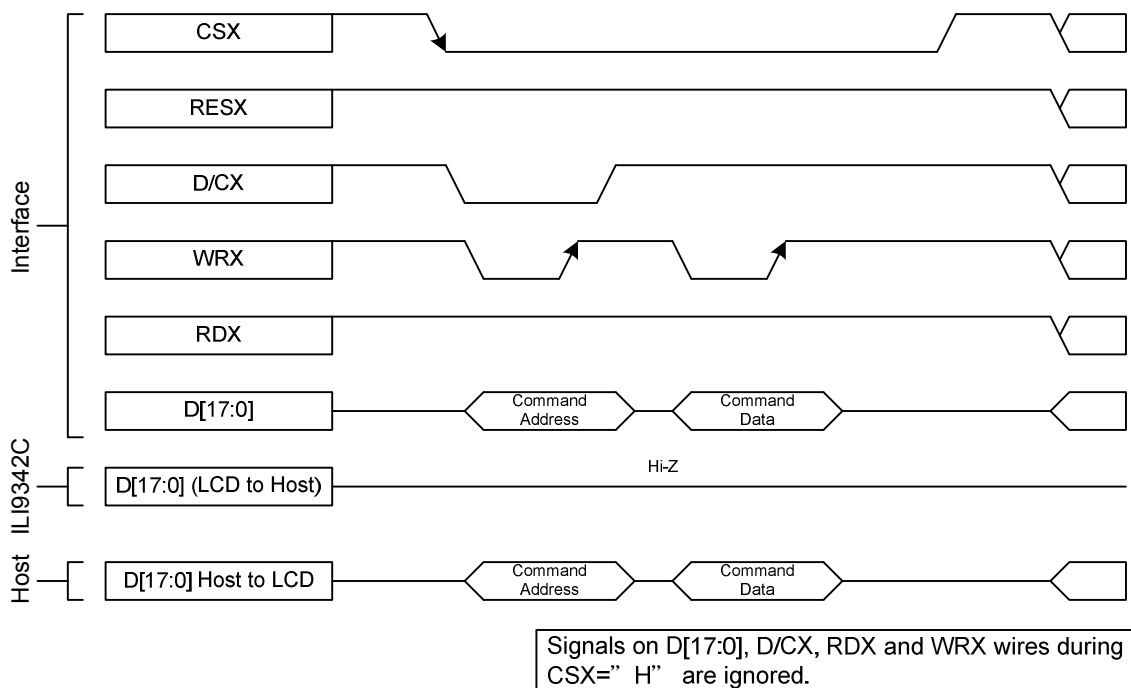 Interface
CSX
RESX
D/CX
WRX
RDX
D[17:0]
Command
Address
Command
Data
ILI9342C
D[17:0] (LCD to Host)
Hi-Z
Host
D[17:0] Host to LCD
Command
Address
Command
Data
Signals on D[17:0], D/CX, RDX and WRX wires during
CSX=” H” are ignored.